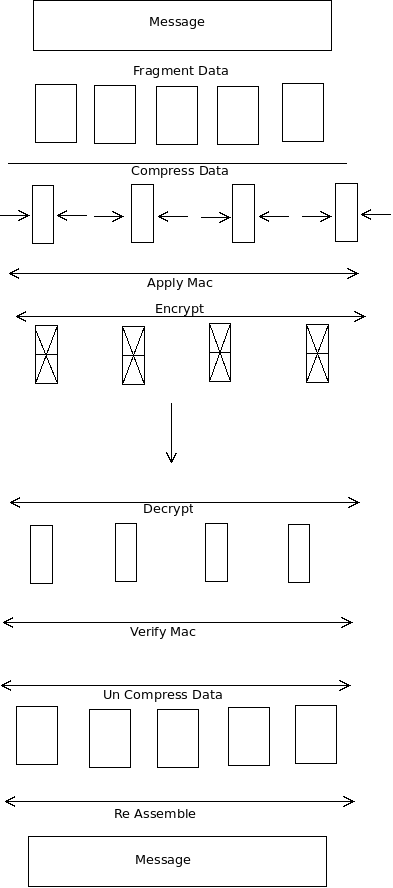 Message
Fragment Data
Compress Data
Apply Mac
Encrypt
Decrypt
Verify Mac
Un Compress Data
Re Assemble
Message